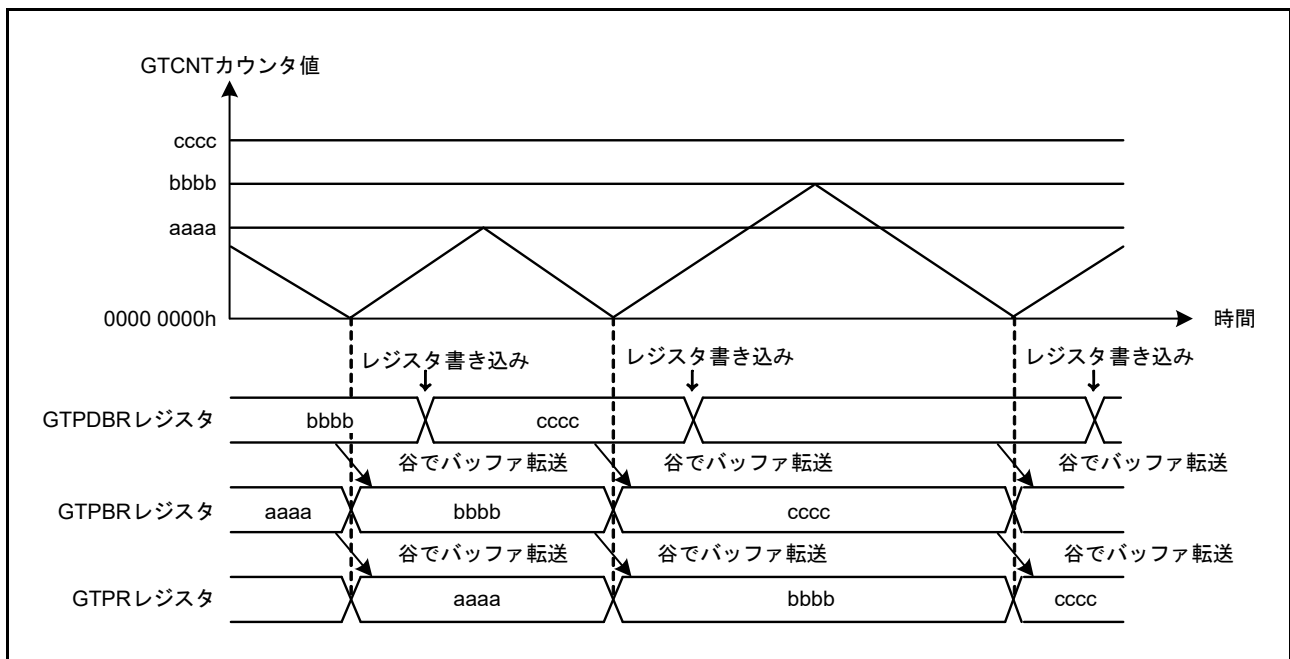 GTCNTカウンタ値
cccc
bbbb
aaaa
0000 0000h
時間
レジスタ書き込み レジスタ書き込み レジスタ書き込み
GTPDBRレジスタ bbbb cccc
谷でバッファ転送 谷でバッファ転送 谷でバッファ転送
GTPBRレジスタ aaaa bbbb cccc
谷でバッファ転送 谷でバッファ転送 谷でバッファ転送
GTPRレジスタ aaaa bbbb cccc